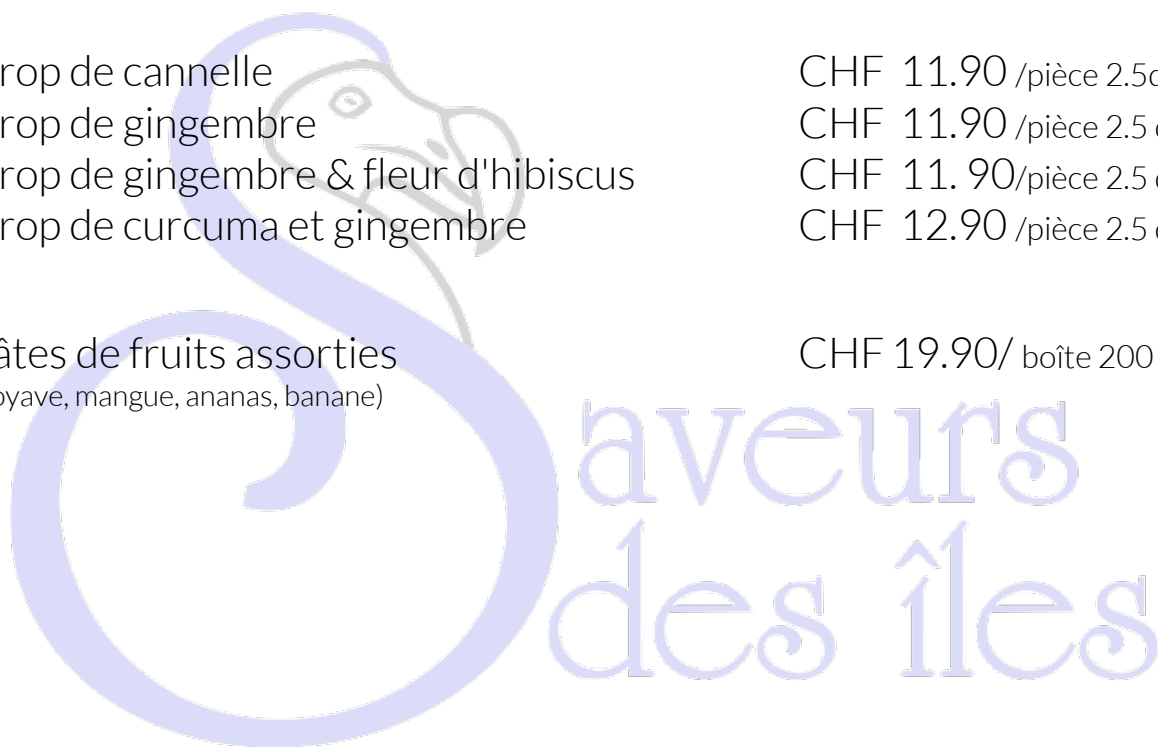 rop de cannelle CHF 11.90 /pièce 2.5
rop de gingembre CHF 11.90 /pièce 2.5
rop de gingembre & fleur d'hibiscus CHF 11. 90/pièce 2.5
rop de curcuma et gingembre CHF 12.90 /pièce 2.5
âtes de fruits assorties CHF 19.90/ boîte 200
oyave, mangue, ananas, banane)
Saveurs
des îles